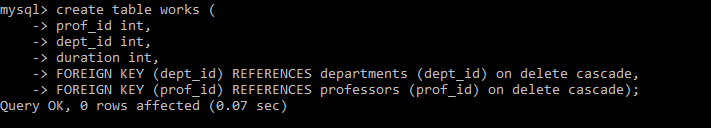 mysql> create table works (
    -> prof_id int,
    -> dept_id int,
    -> duration int,
    -> FOREIGN KEY (dept_id) REFERENCES departments (dept_id) on delete cascade,
    -> FOREIGN KEY (prof_id) REFERENCES professors (prof_id) on delete cascade);
Query OK, 0 rows affected (0.07 sec)